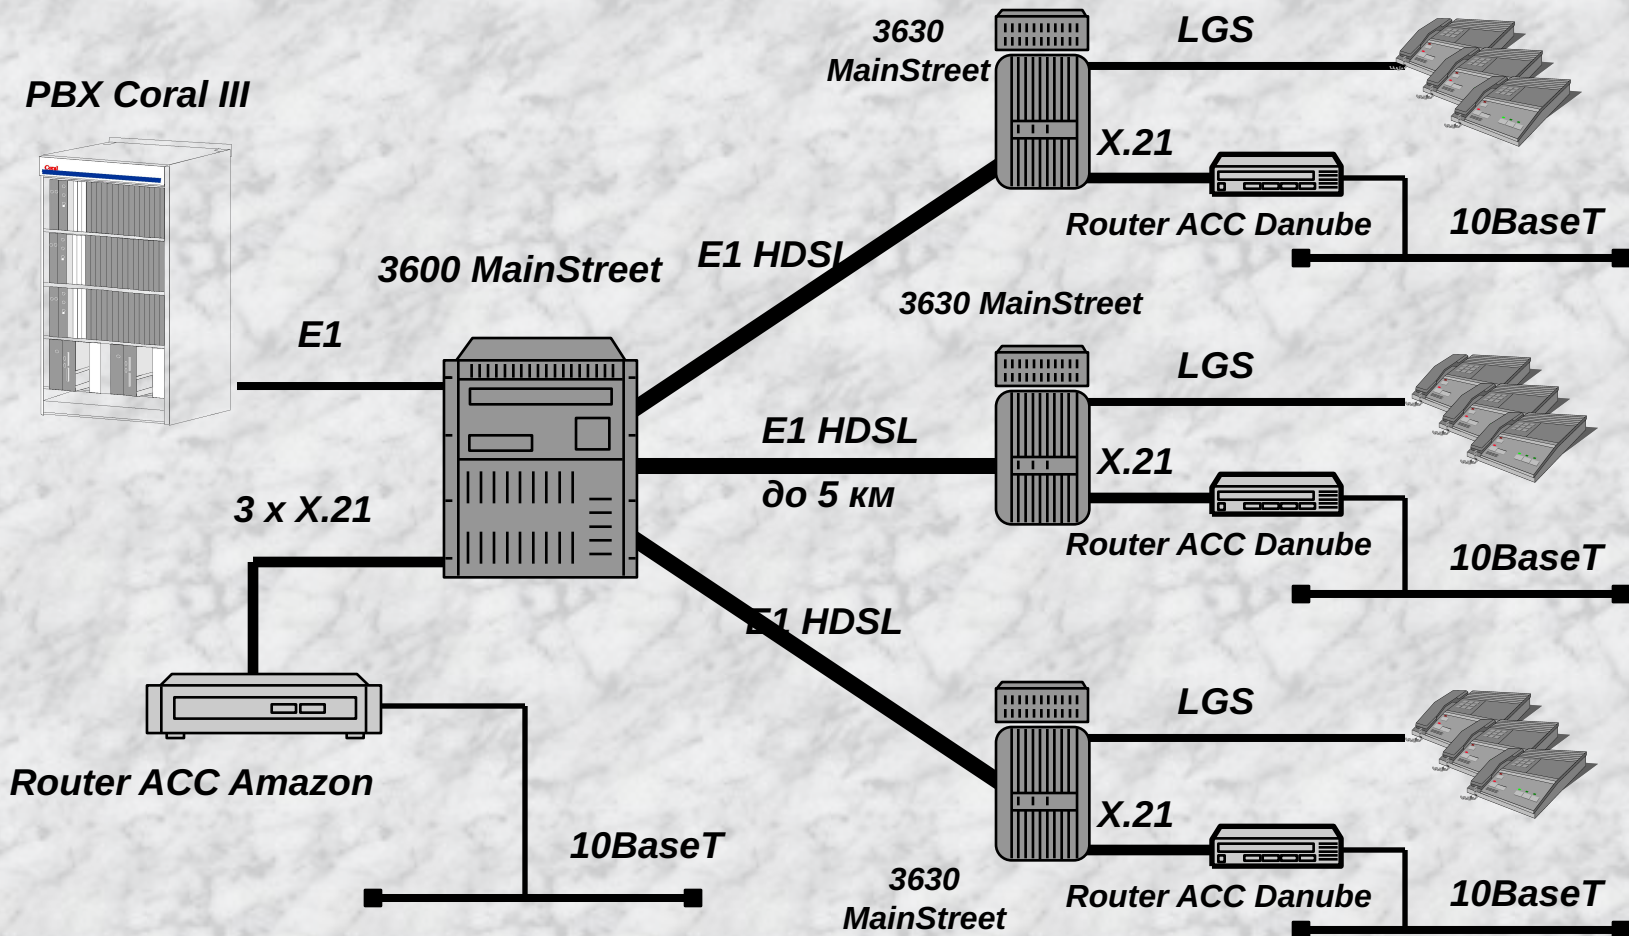 3630
MainStreet
LGS
PBX Coral III
Coral
X.21
Router ACC Danube
10BaseT
3600 MainStreet
E1 HDSL
3630 MainStreet
E1
LGS
E1 HDSL
до 5 км
X.21
3 x X.21
Router ACC Danube
10BaseT
E1 HDSL
LGS
Router ACC Amazon
X.21
10BaseT
3630
MainStreet
Router ACC Danube
10BaseT